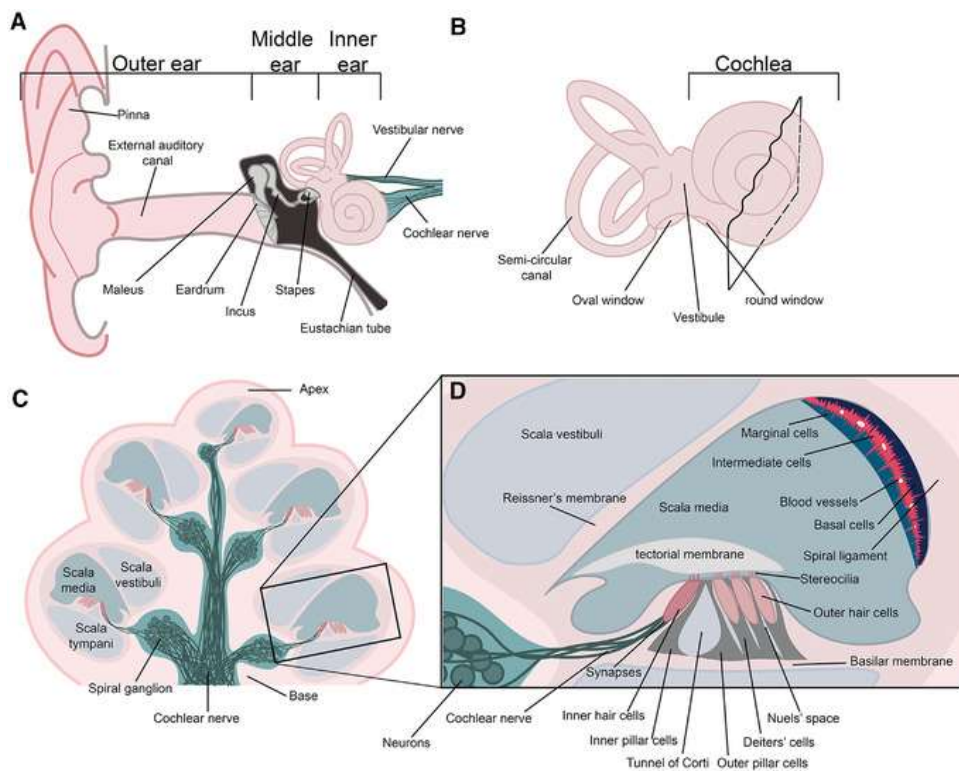 A
Outer ear
Middle
ear
Inner
ear
Pinna
External auditory
canal
Vestibular nerve
Cochlear nerve
Maleus
Eardrum
Incus
Stapes
Eustachian tube
B
Cochlea
Semi-circular
canal
Oval window
Vestibule
round window
C
Apex
Scala
media
Scala
vestibuli
Scala
tympani
Spiral ganglion
Cochlear nerve
Base
D
Scala vestibuli
Reissner's membrane
Scala media
Marginal cells
Intermediate cells
Blood vessels
Basal cells
Spiral ligament
tectorial membrane
Stereocilia
Outer hair cells
Basilar membrane
Synapses
Neurons
Cochlear nerve
Inner hair cells
Inner pillar cells
Tunnel of Corti
Nuels' space
Deiters' cells
Outer pillar cells